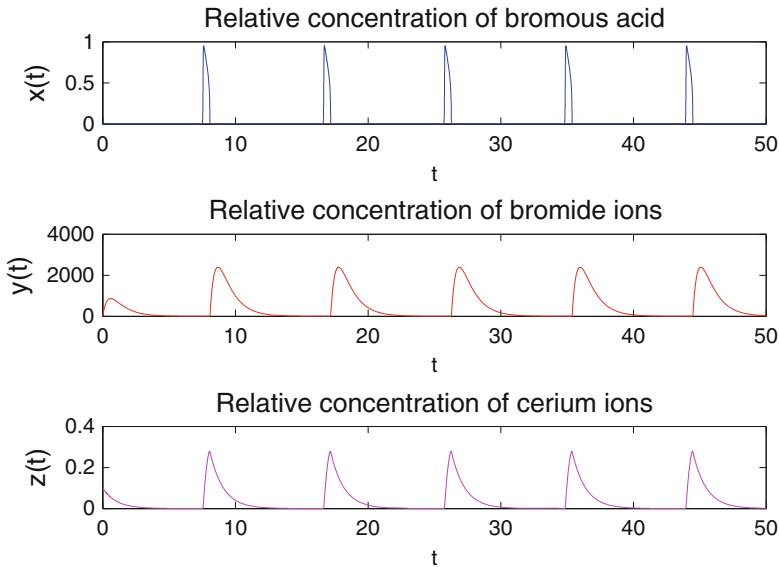 Relative concentration of bromous acid
1
0.5
0
x(t)
0 10 20 30 40 50
t
Relative concentration of bromide ions
4000
2000
0
y(t)
0 10 20 30 40 50
t
Relative concentration of cerium ions
0.4
0.2
0
z(t)
0 10 20 30 40 50
t